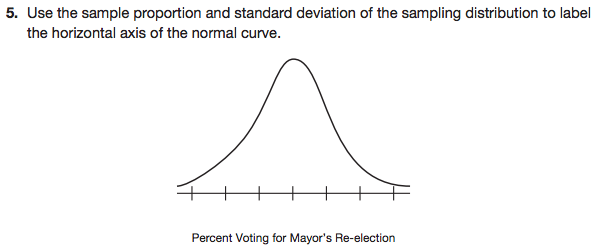 5. Use the sample proportion and standard deviation of the sampling distribution to label
the horizontal axis of the normal curve.
Percent Voting for Mayor's Re-election